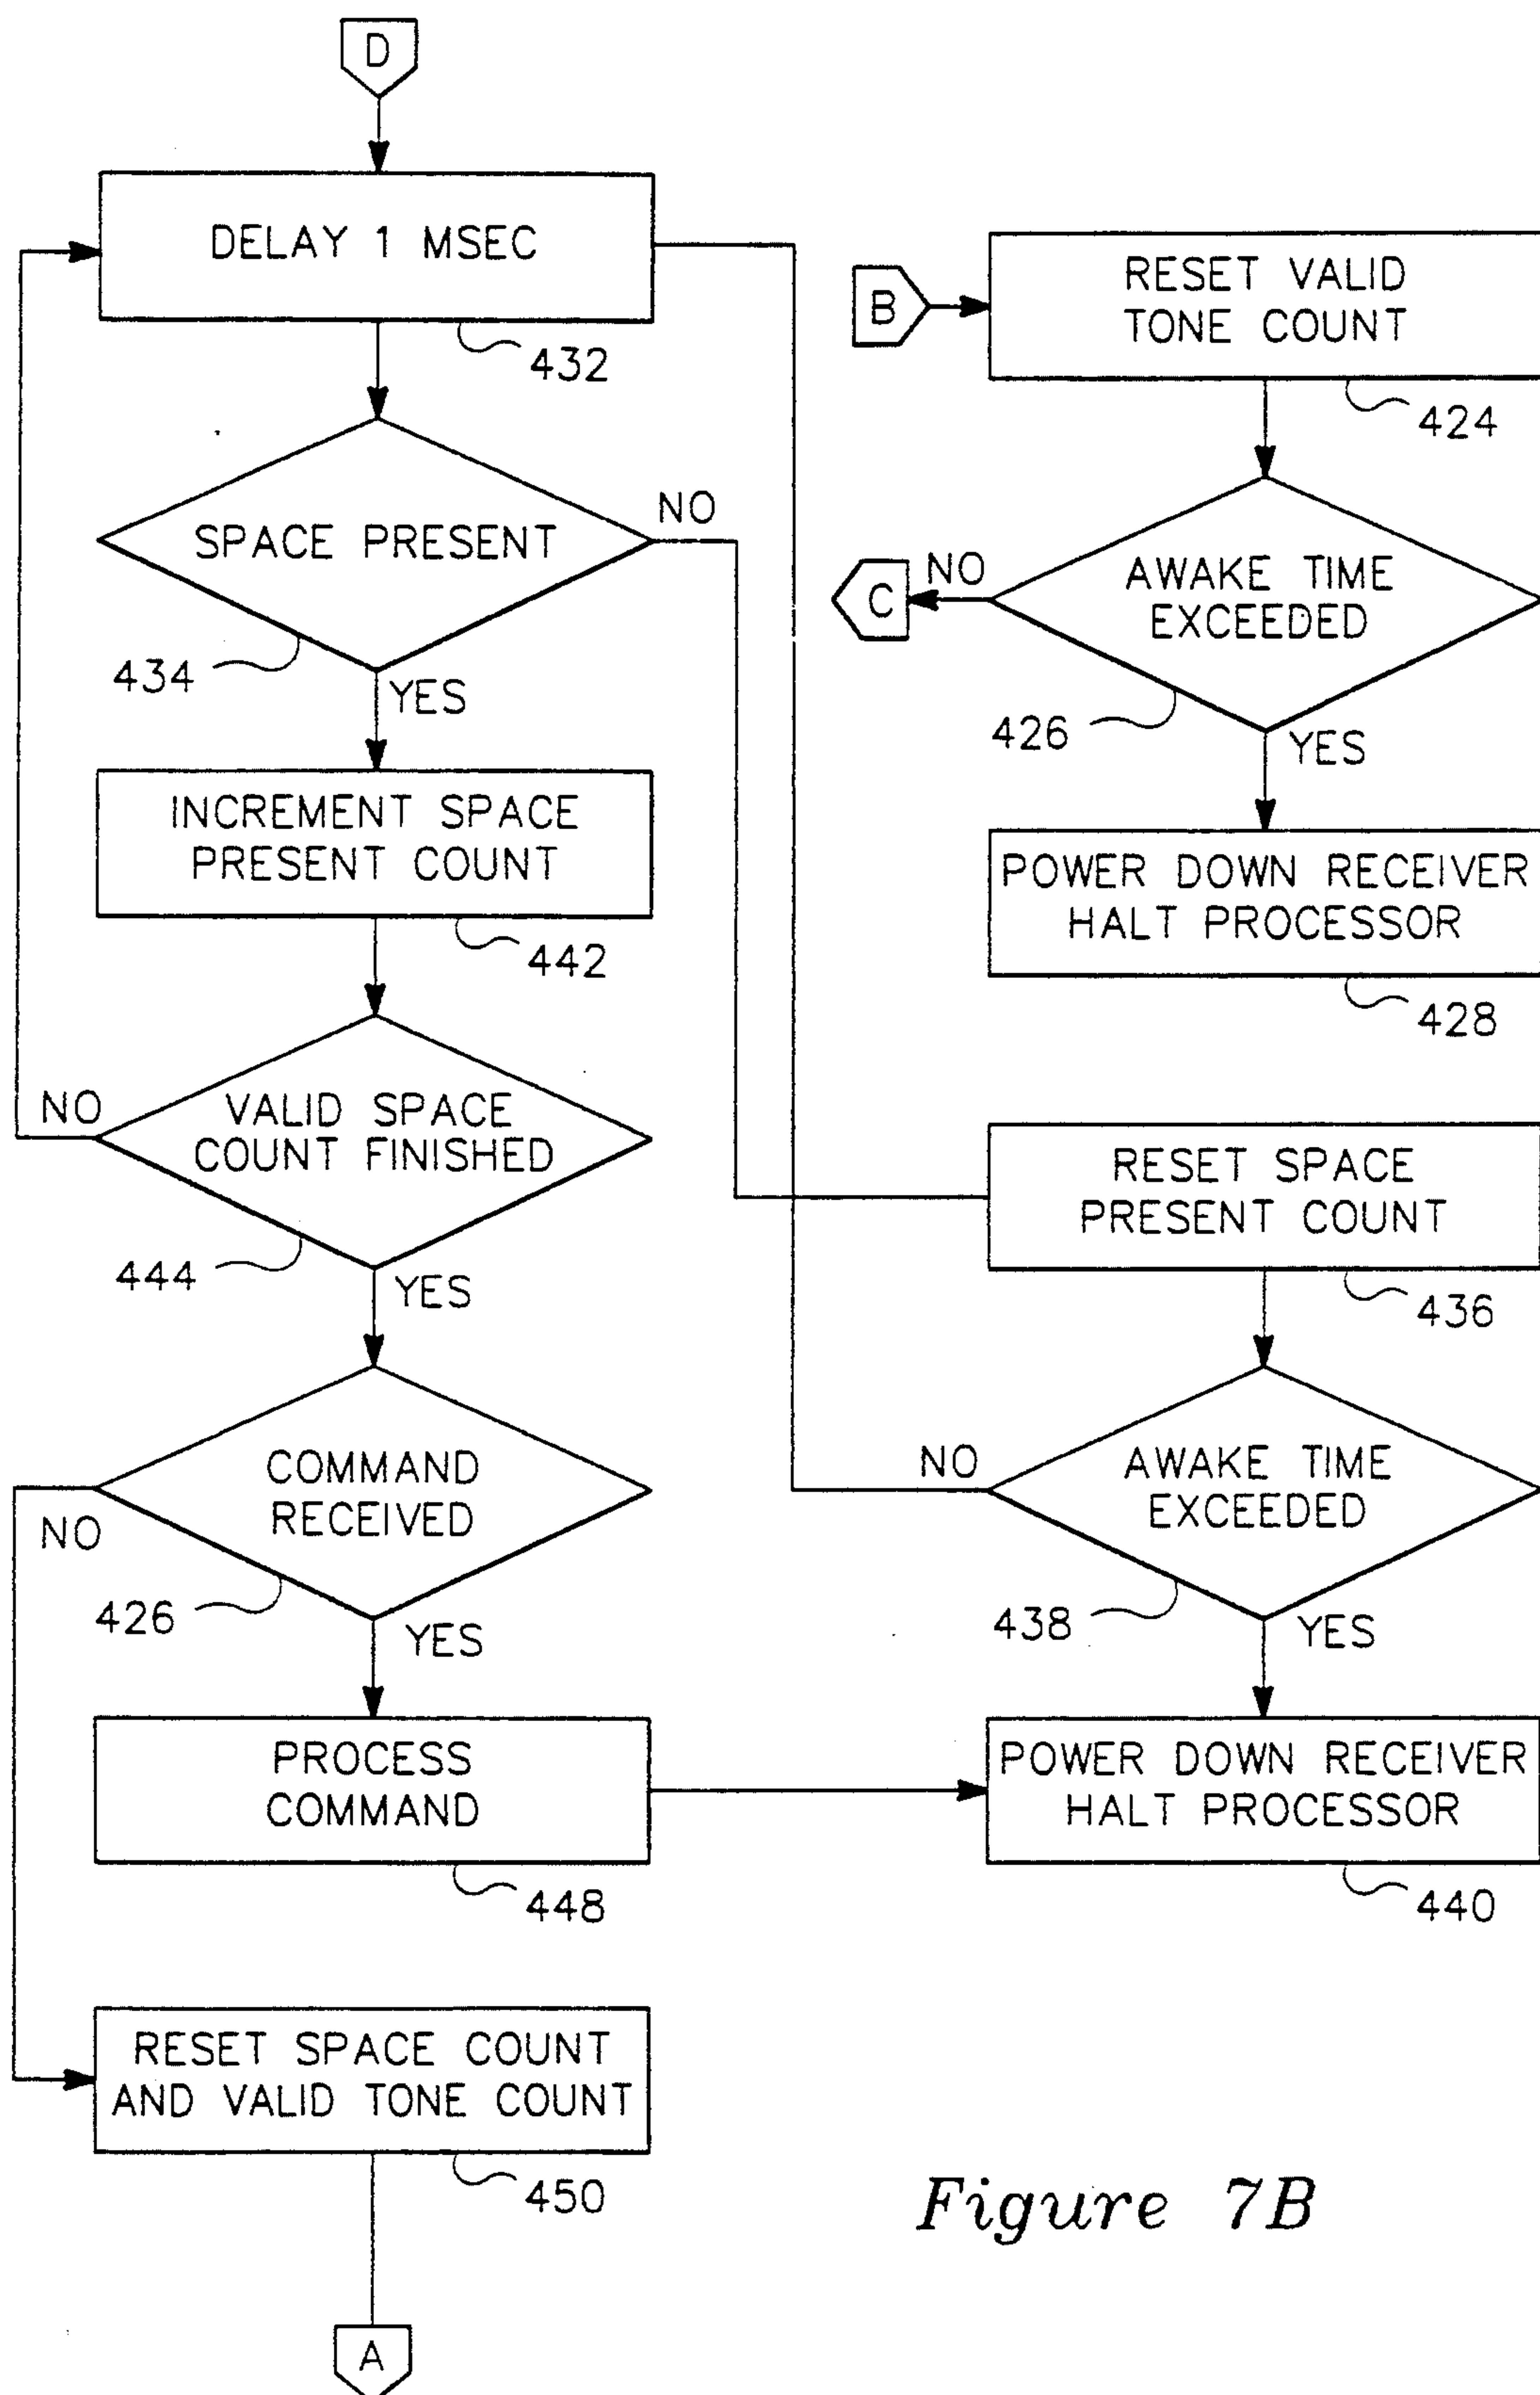 D
DELAY 1 MSEC
432
SPACE PRESENT
NO
434
YES
INCREMENT SPACE
PRESENT COUNT
442
VALID SPACE
COUNT FINISHED
NO
444
YES
COMMAND
RECEIVED
NO
426
YES
PROCESS
COMMAND
448
RESET SPACE COUNT
AND VALID TONE COUNT
450
A
B
RESET VALID
TONE COUNT
424
AWAKE TIME
EXCEEDED
NO
C
426
YES
POWER DOWN RECEIVER
HALT PROCESSOR
428
RESET SPACE
PRESENT COUNT
436
AWAKE TIME
EXCEEDED
NO
438
YES
POWER DOWN RECEIVER
HALT PROCESSOR
440
Figure 7B